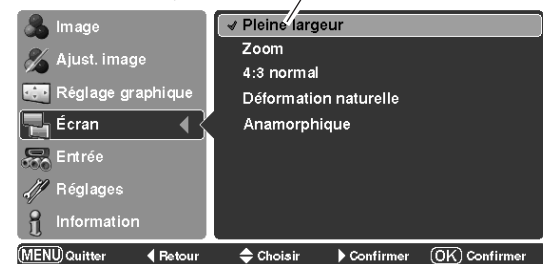 Image
Ajust. image
Réglage graphique
Écran
Entrée
Réglages
Information
Pleine largeur
Zoom
4:3 normal
Déformation naturelle
Anamorphique
MENU Quitter Retour Choisir Confirmer OK Confirmer